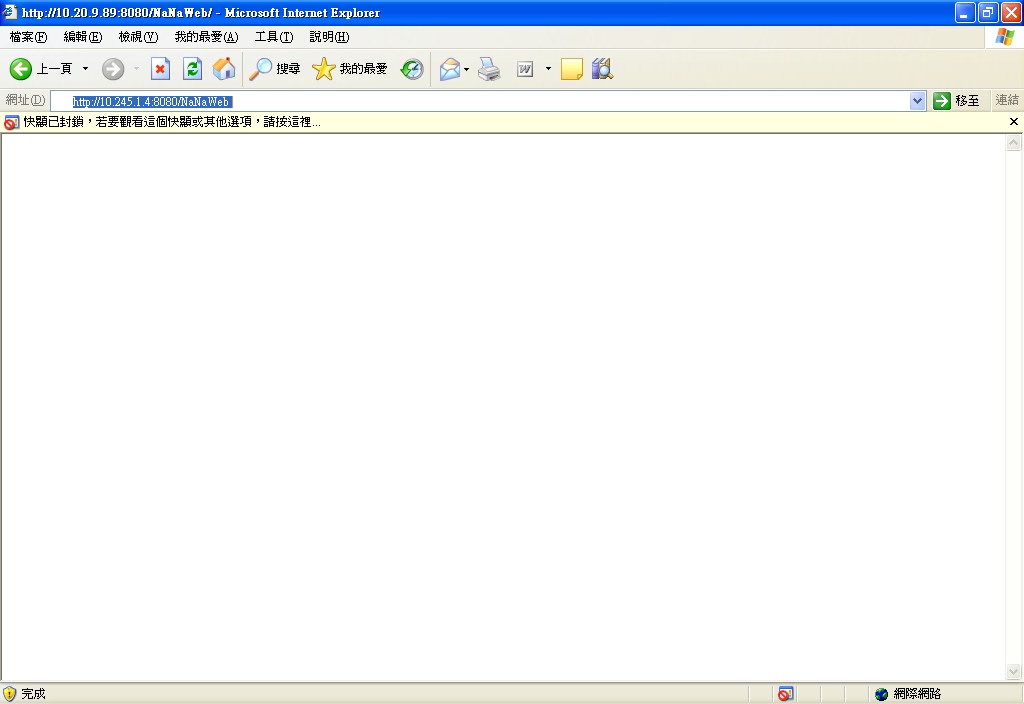 http://10.20.9.89:8080/NaNaWeb/ - Microsoft Internet Explorer
檔案(F) 編輯(E) 檢視(V) 我的最愛(A) 工具(T) 說明(H)
上一頁 搜尋 我的最愛 W
網址(D) http://10.245.1.4:8080/NaNaWeb 移至 連結
快顯已封鎖，若要觀看這個快顯或其他選項，請按這裡...
完成 網際網路